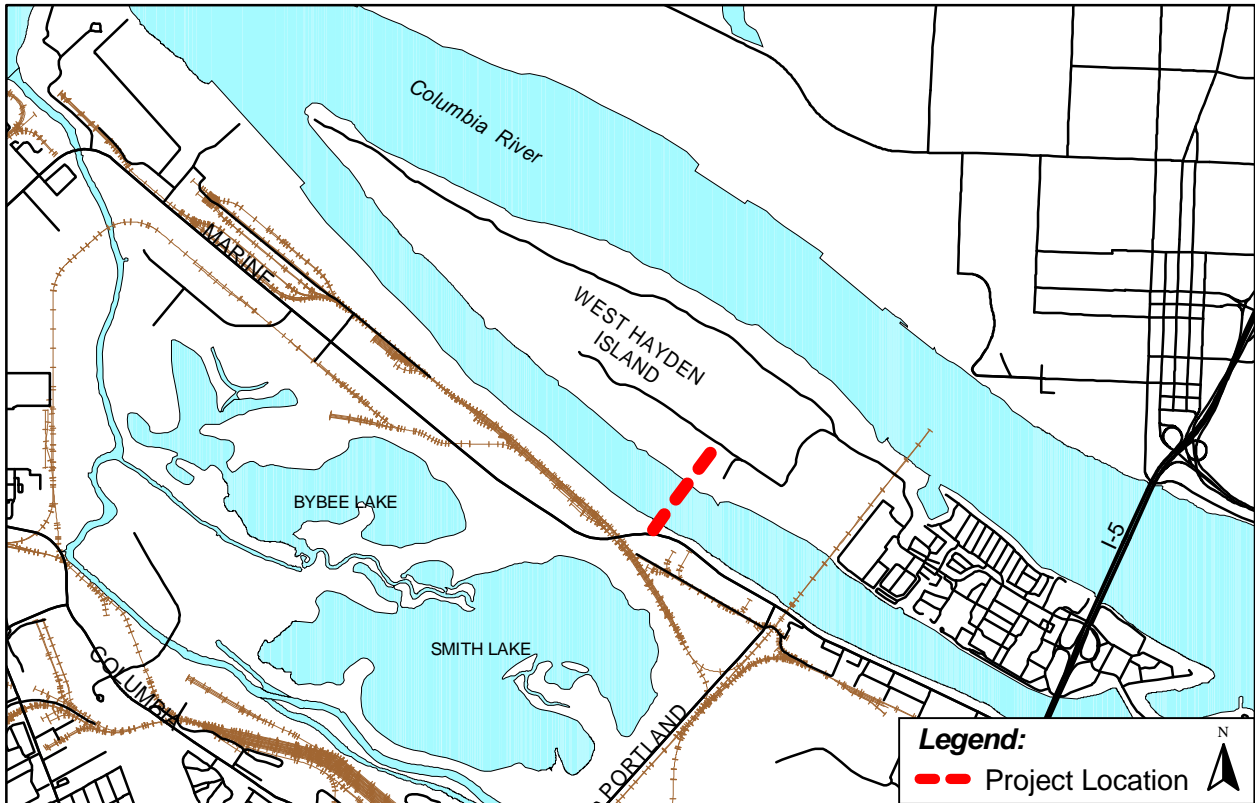 Columbia River
MARINE
WEST HAYDEN
ISLAND
BYBEE LAKE
I-5
SMITH LAKE
COLUMBIA
PORTLAND
Legend:
N
Project Location